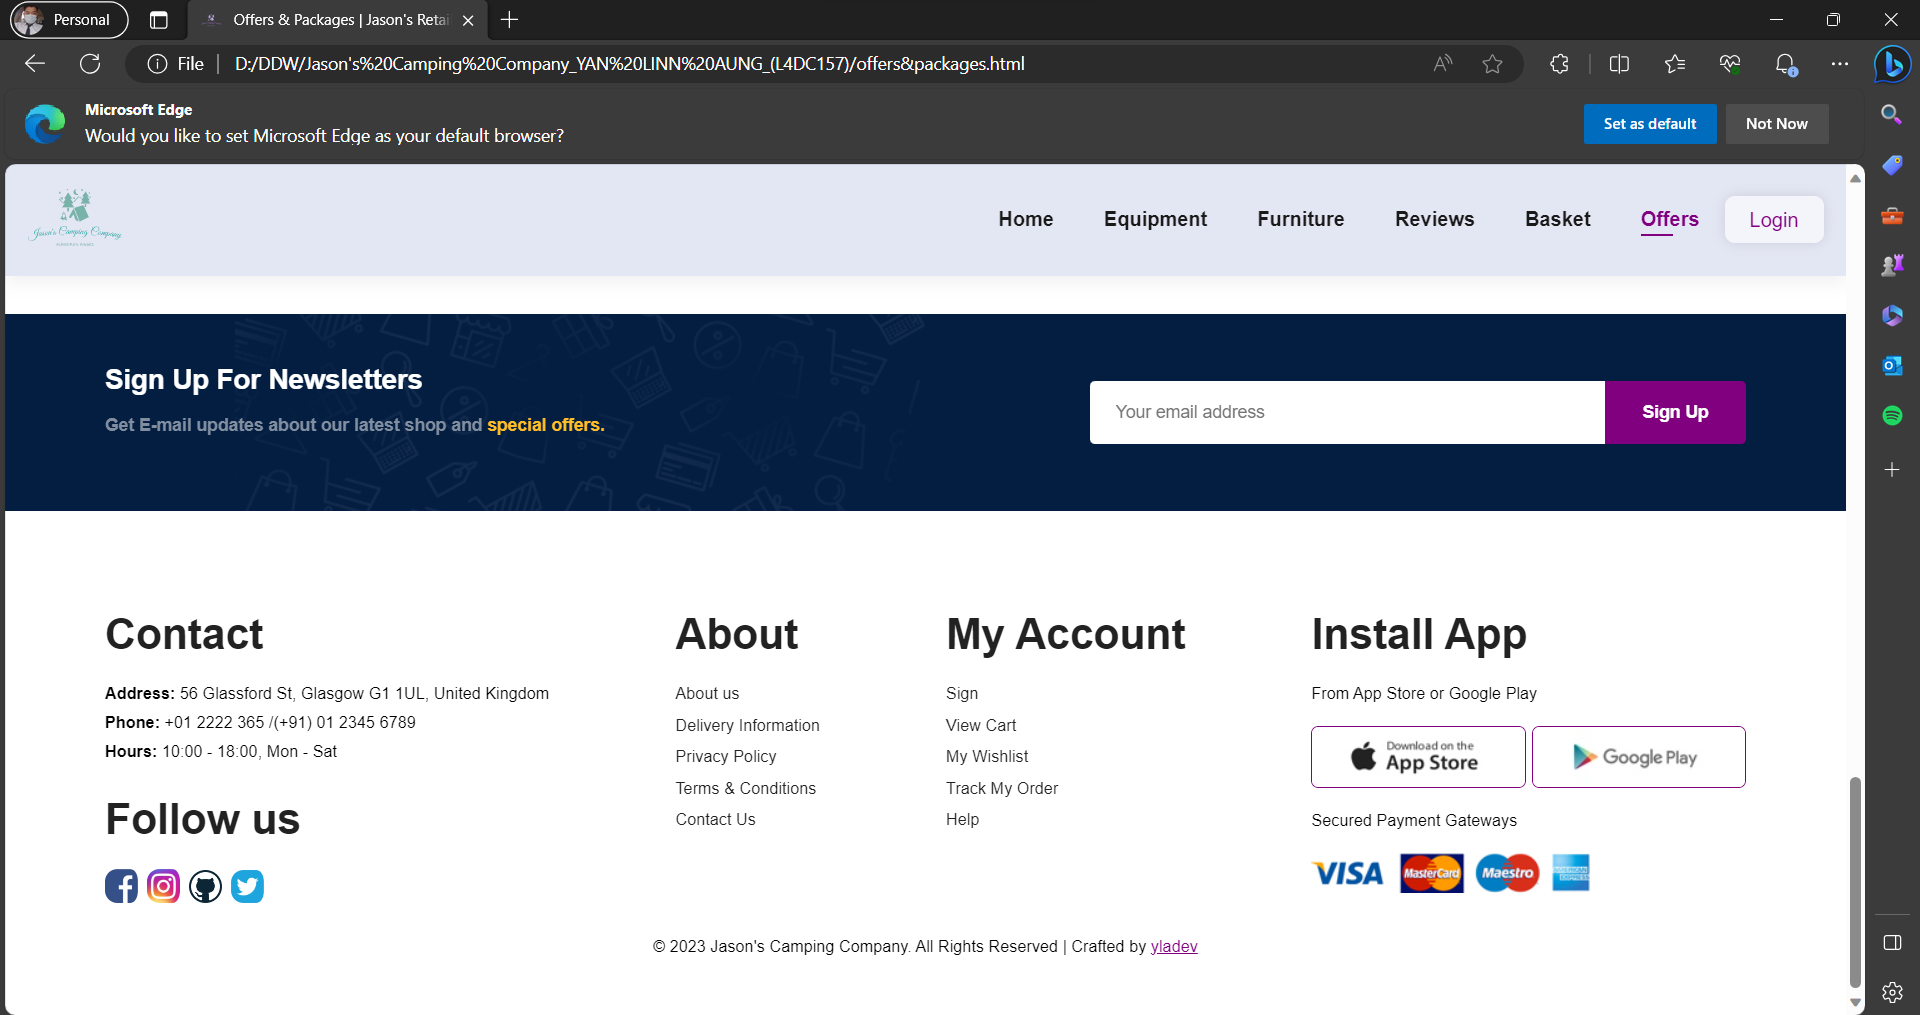 Personal
Offers & Packages | Jason's Retai
File
D:/DDW/Jason's%20Camping%20Company_YAN%20LINN%20AUNG_(L4DC157)/offers&packages.html
Microsoft Edge
Would you like to set Microsoft Edge as your default browser?
Set as default
Not Now
Jason's Camping Company
Home
Equipment
Furniture
Reviews
Basket
Offers
Login
Sign Up For Newsletters
Get E-mail updates about our latest shop and special offers.
Your email address
Sign Up
Contact
Address: 56 Glassford St, Glasgow G1 1UL, United Kingdom
Phone: +01 2222 365 /(+91) 01 2345 6789
Hours: 10:00 - 18:00, Mon - Sat
Follow us
About
About us
Delivery Information
Privacy Policy
Terms & Conditions
Contact Us
My Account
Sign
View Cart
My Wishlist
Track My Order
Help
Install App
From App Store or Google Play
Download on the
App Store
Google Play
Secured Payment Gateways
VISA
MasterCard
Maestro
AMERICAN
EXPRESS
© 2023 Jason's Camping Company. All Rights Reserved | Crafted by yladev